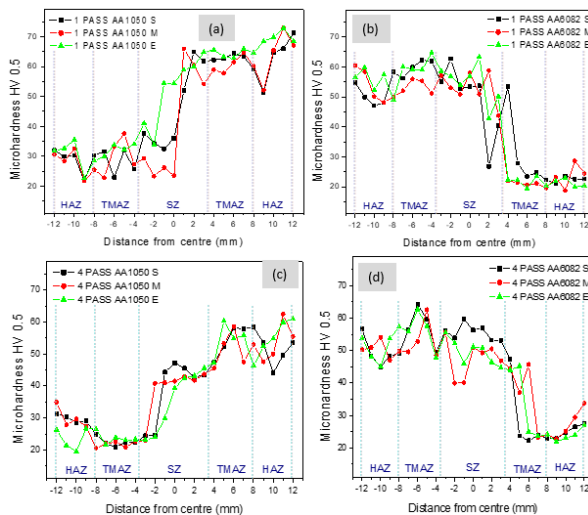 (a)
1 PASS AA1050 S
1 PASS AA1050 M
1 PASS AA1050 E
Microhardness HV 0.5
70
60
50
40
30
20
HAZ TMAZ SZ TMAZ HAZ
-12 -10 -8 -6 -4 -2 0 2 4 6 8 10 12
Distance from centre (mm)
(b)
1 PASS AA6082 S
1 PASS AA6082 M
1 PASS AA6082 E
Microhardness HV 0.5
70
60
50
40
30
20
HAZ TMAZ SZ TMAZ HAZ
-12 -10 -8 -6 -4 -2 0 2 4 6 8 10 12
Distance from centre (mm)
(c)
4 PASS AA1050 S
4 PASS AA1050 M
4 PASS AA1050 E
Microhardness HV 0.5
70
60
50
40
30
20
HAZ TMAZ SZ TMAZ HAZ
-12 -10 -8 -6 -4 -2 0 2 4 6 8 10 12
Distance from centre (mm)
(d)
4 PASS AA6082 S
4 PASS AA6082 M
4 PASS AA6082 E
Microhardness HV 0.5
70
60
50
40
30
20
HAZ TMAZ SZ TMAZ HAZ
-12 -10 -8 -6 -4 -2 0 2 4 6 8 10 12
Distance from centre (mm)